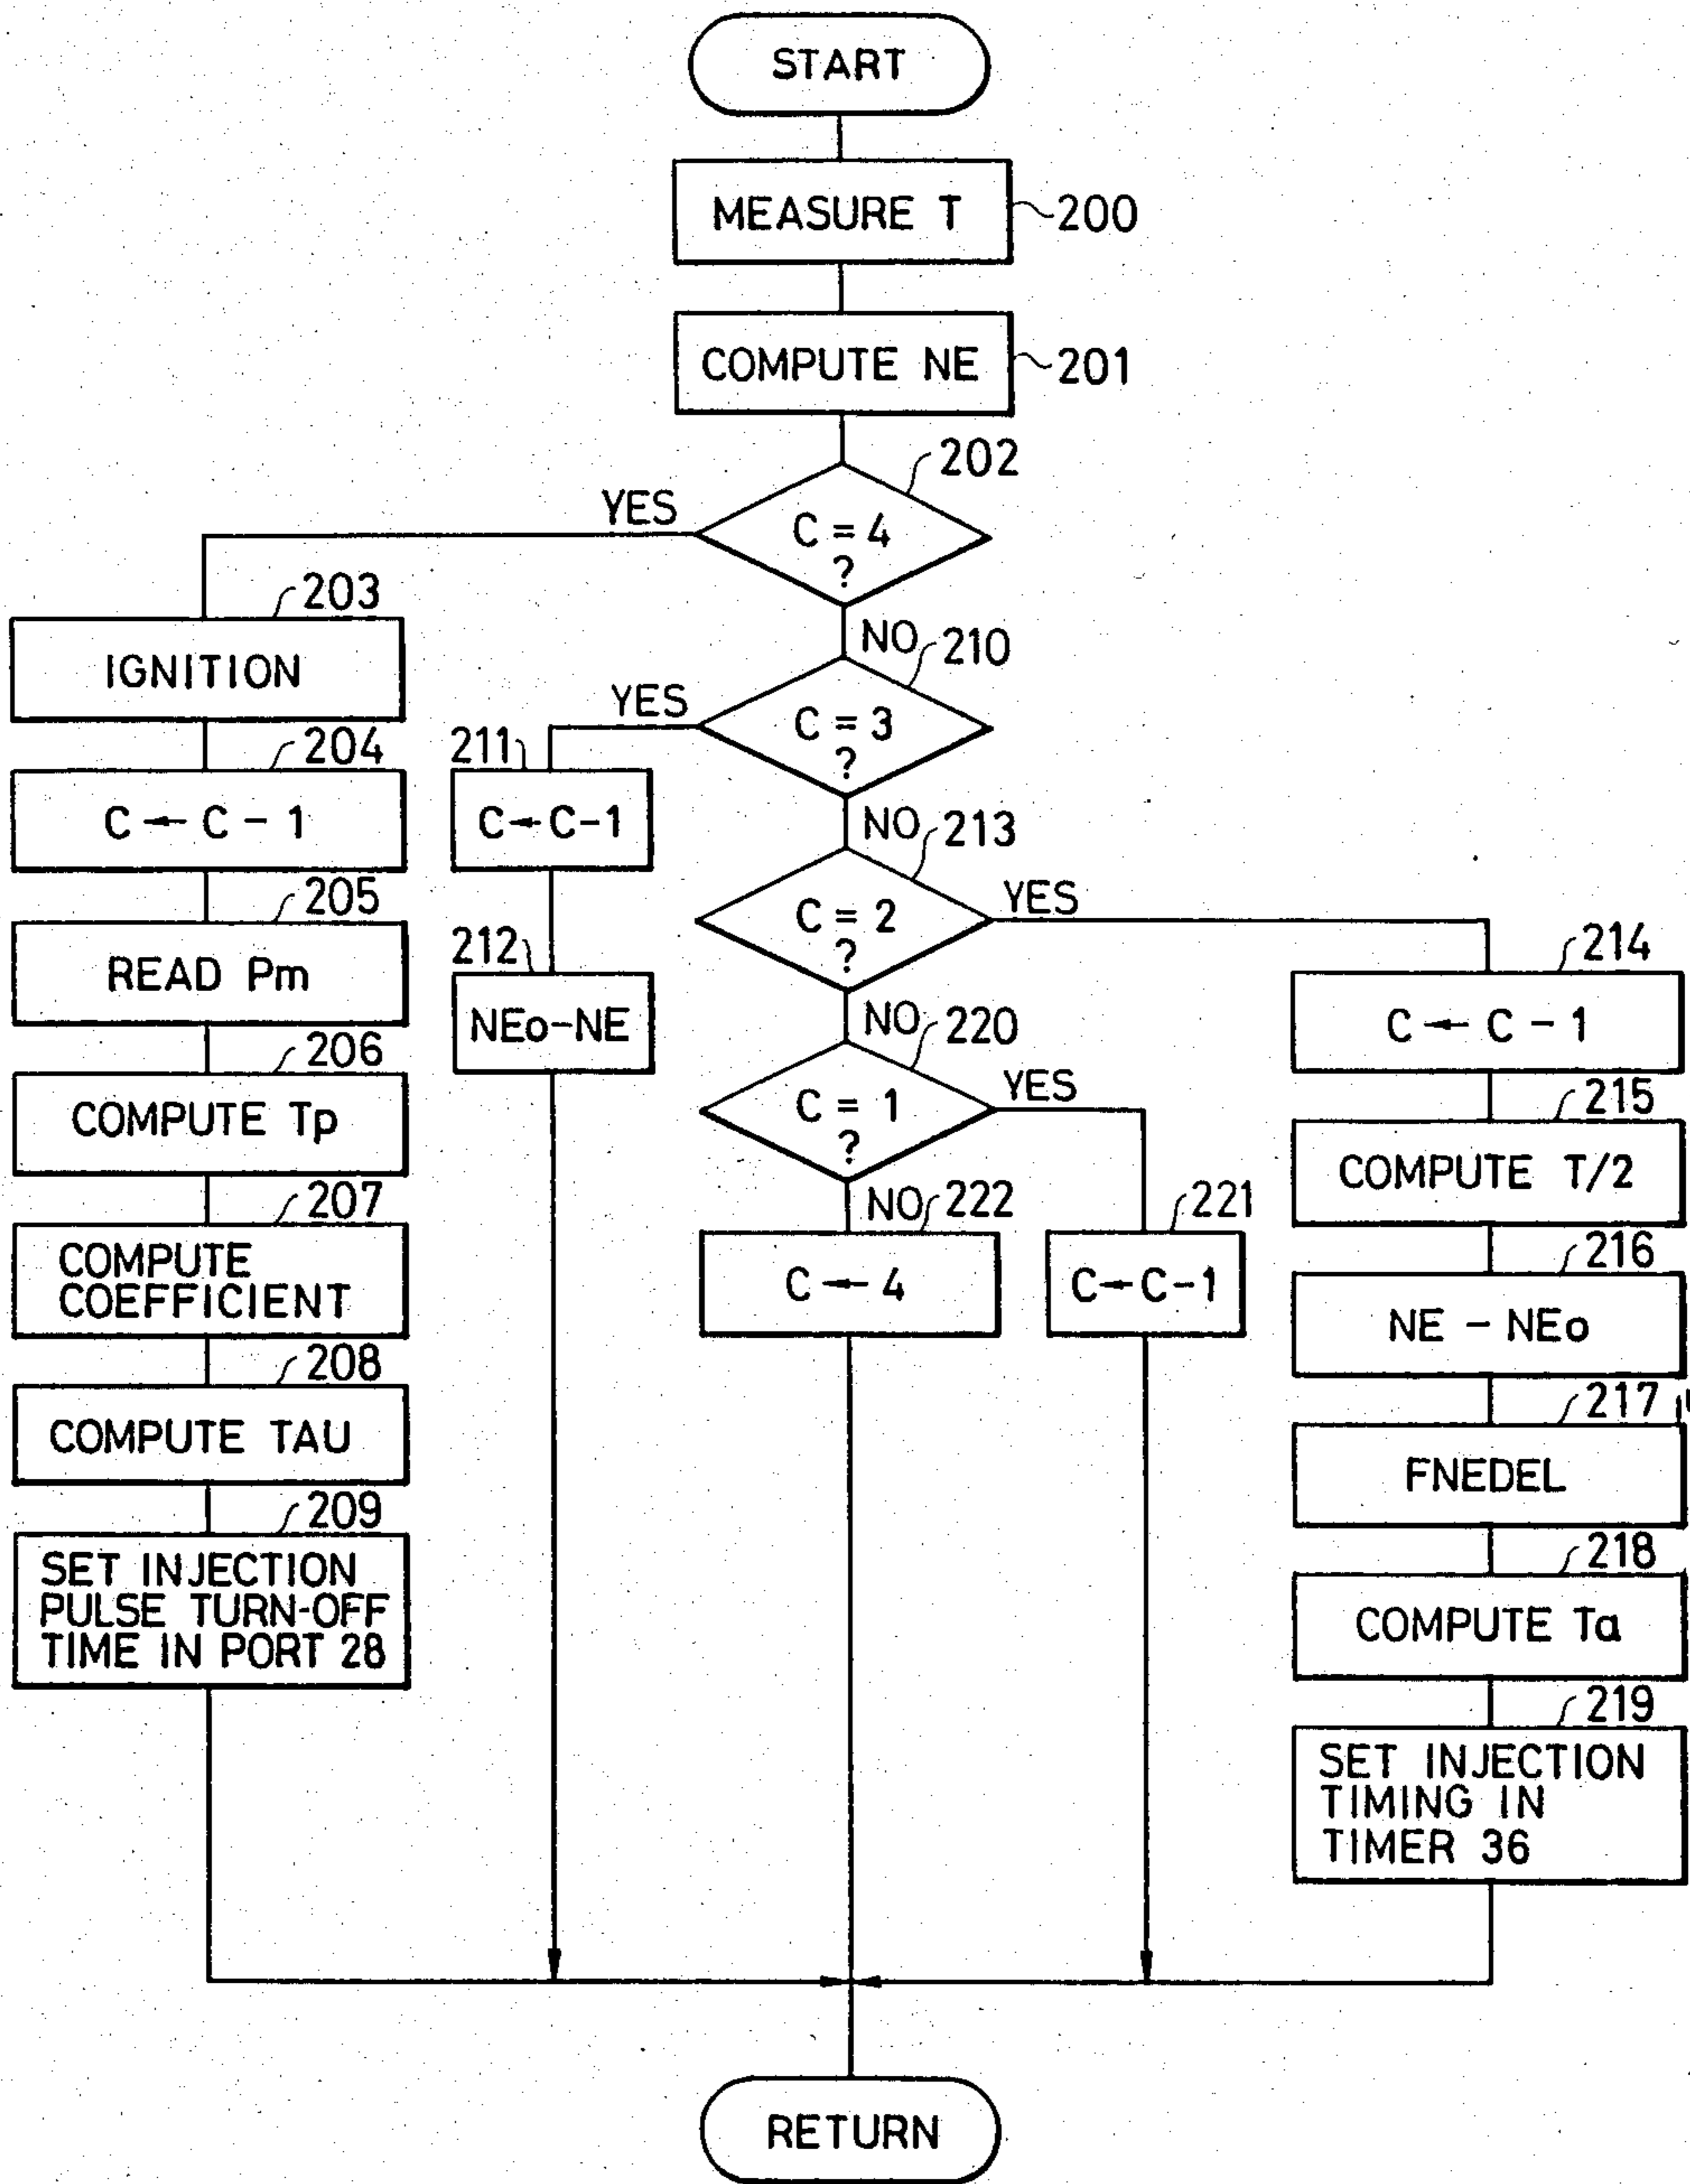 START
MEASURE T
200
COMPUTE NE
201
202
C = 4
?
YES
NO
203
IGNITION
204
C ← C - 1
205
READ Pm
206
COMPUTE Tp
207
COMPUTE
COEFFICIENT
208
COMPUTE TAU
209
SET INJECTION
PULSE TURN-OFF
TIME IN PORT 28
210
C = 3
?
YES
NO
211
C←C-1
212
NEo-NE
213
C = 2
?
YES
NO
214
C ← C - 1
215
COMPUTE T/2
216
NE - NEo
217
FNEDEL
218
COMPUTE Ta
219
SET INJECTION
TIMING IN
TIMER 36
220
C = 1
?
YES
NO
221
C←C-1
222
C ← 4
RETURN